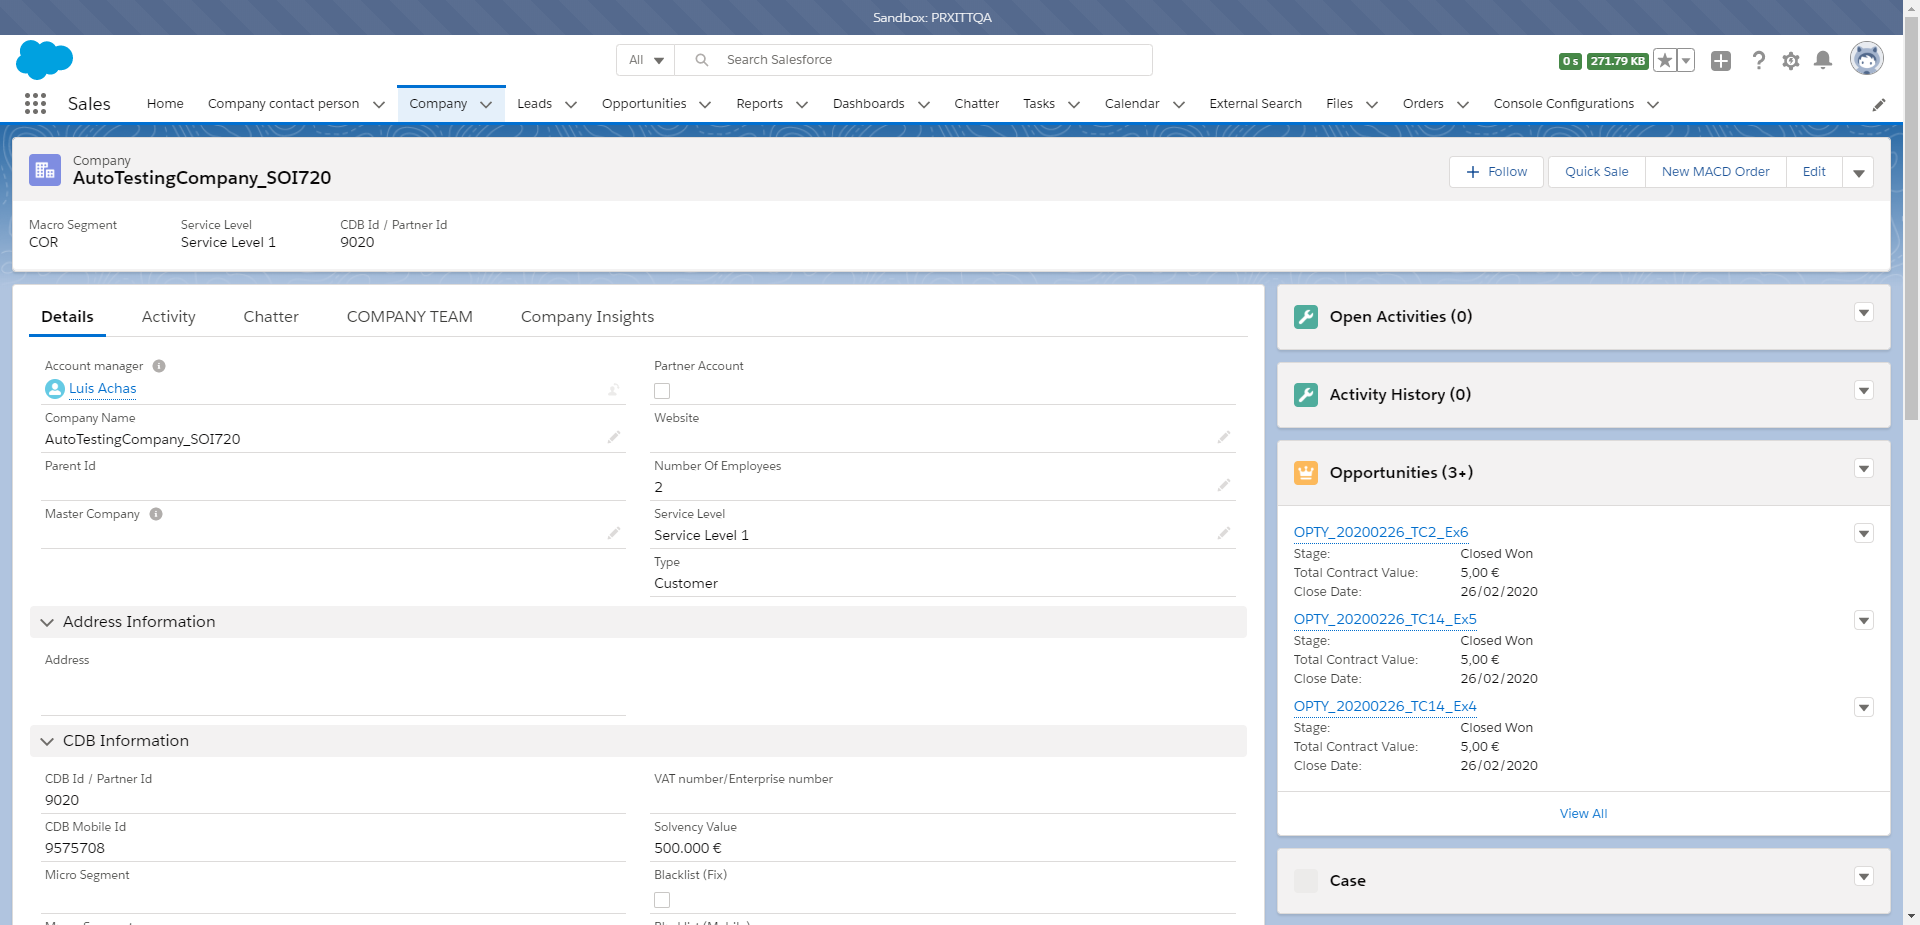 Sandbox: PRXITTQA
All
Search Salesforce
0 s
271.79 KB
Sales
Home
Company contact person
Company
Leads
Opportunities
Reports
Dashboards
Chatter
Tasks
Calendar
External Search
Files
Orders
Console Configurations
Company
AutoTestingCompany_SOI720
Follow
Quick Sale
New MACD Order
Edit
Macro Segment
COR
Service Level
Service Level 1
CDB Id / Partner Id
9020
Details
Activity
Chatter
COMPANY TEAM
Company Insights
Account manager
Luis Achas
Company Name
AutoTestingCompany_SOI720
Parent Id
Master Company
Partner Account
Website
Number Of Employees
2
Service Level
Service Level 1
Type
Customer
Address Information
Address
CDB Information
CDB Id / Partner Id
9020
CDB Mobile Id
9575708
Micro Segment
VAT number/Enterprise number
Solvency Value
500.000 €
Blacklist (Fix)
Open Activities (0)
Activity History (0)
Opportunities (3+)
OPTY_20200226_TC2_Ex6
Stage: Closed Won
Total Contract Value: 5,00 €
Close Date: 26/02/2020
OPTY_20200226_TC14_Ex5
Stage: Closed Won
Total Contract Value: 5,00 €
Close Date: 26/02/2020
OPTY_20200226_TC14_Ex4
Stage: Closed Won
Total Contract Value: 5,00 €
Close Date: 26/02/2020
View All
Case